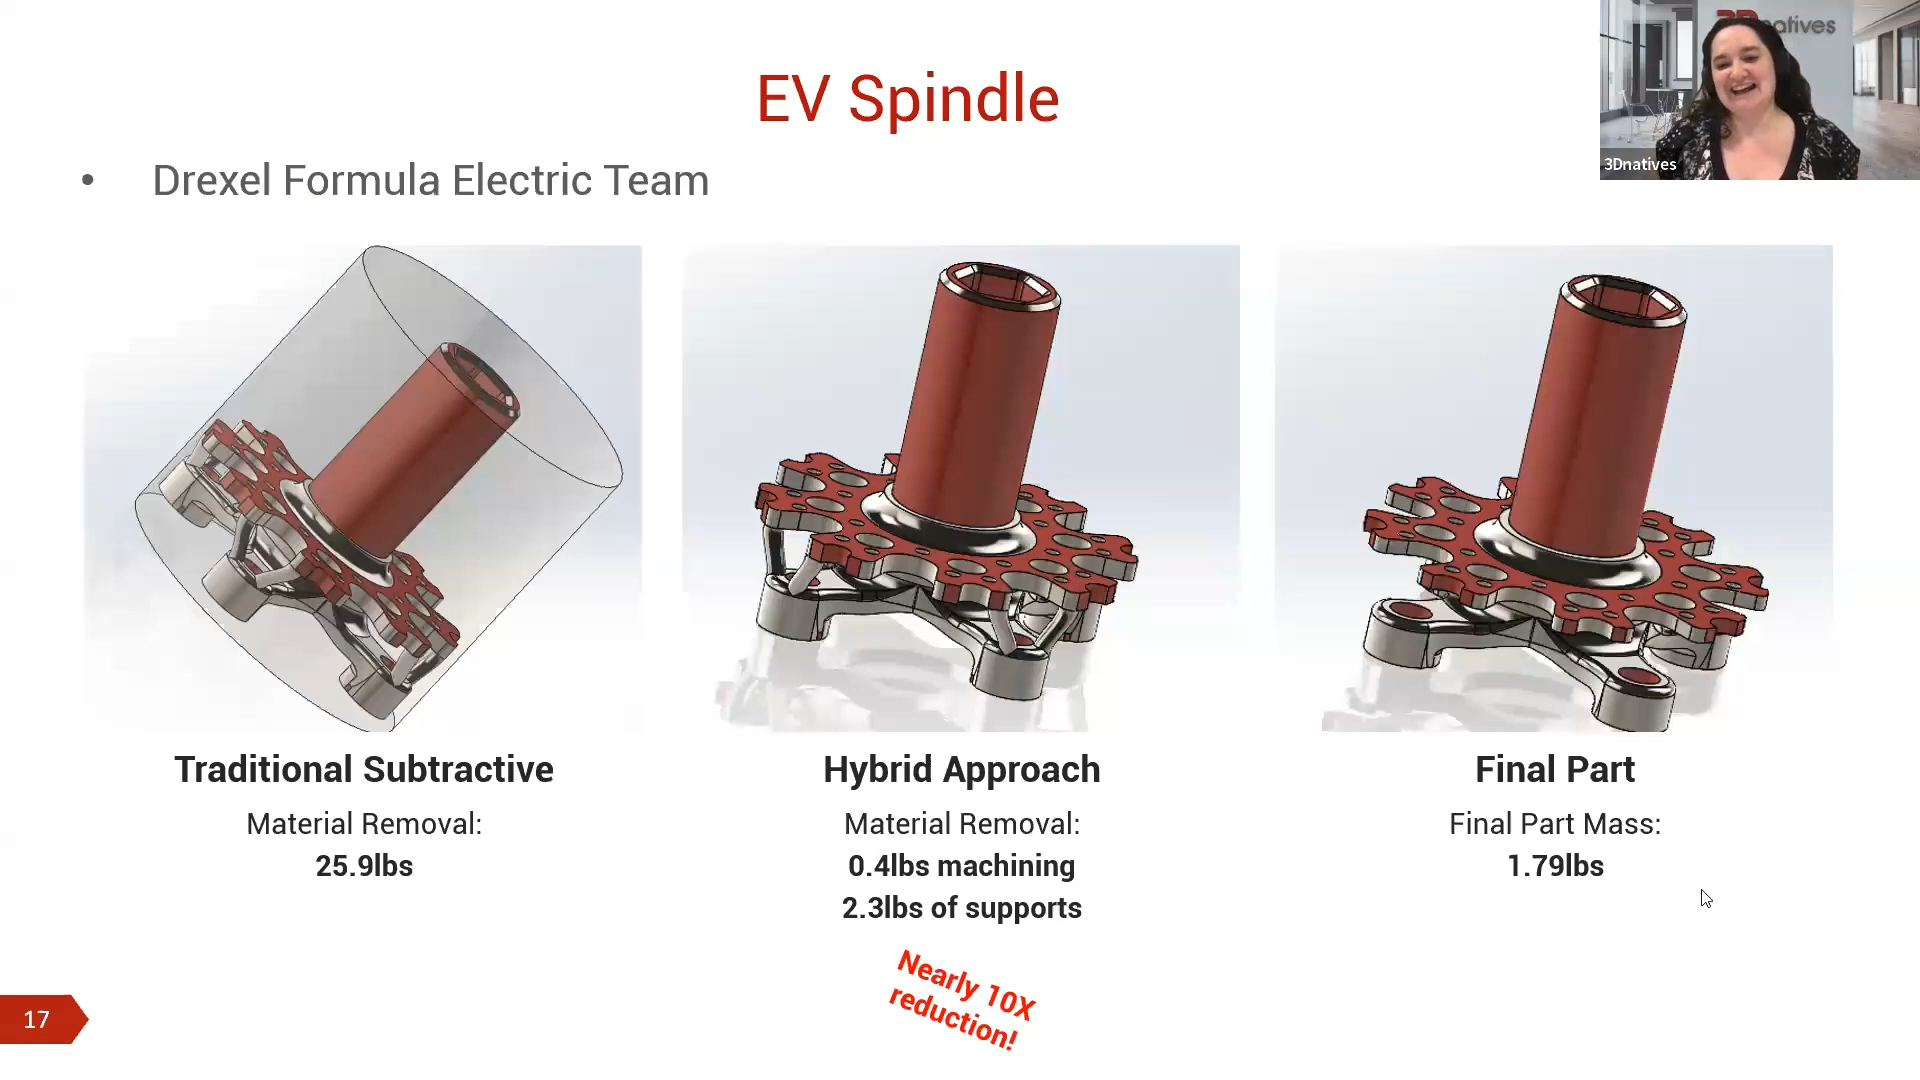 EV Spindle
3Dnatives
3Dnatives
• Drexel Formula Electric Team
Traditional Subtractive
Material Removal:
25.9lbs
Hybrid Approach
Material Removal:
0.4lbs machining
2.3lbs of supports
Nearly 10X
reduction!
Final Part
Final Part Mass:
1.79lbs
17